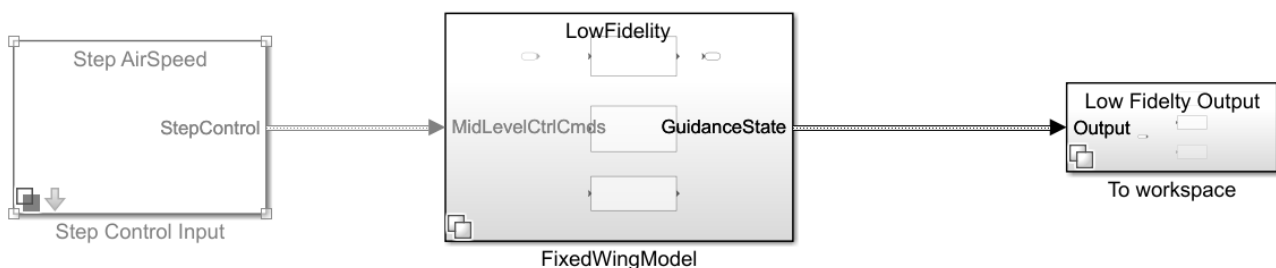 Step AirSpeed
StepControl
Step Control Input
LowFidelity
MidLevelCtrlCmds
GuidanceState
FixedWingModel
Low Fidelty Output
Output
To workspace